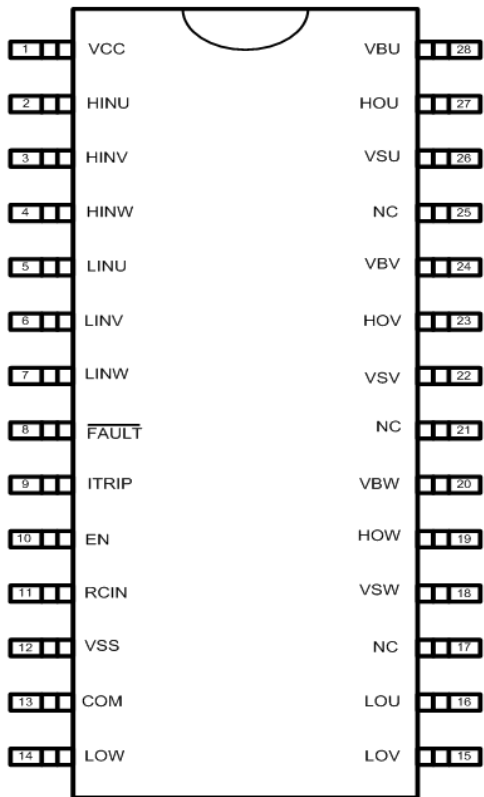 1 VCC VBU 28
2 HINU HOU 27
3 HINV VSU 26
4 HINW NC 25
5 LINU VBV 24
6 LINV HOV 23
7 LINW VSV 22
8 FAULT NC 21
9 ITRIP VBW 20
10 EN HOW 19
11 RCIN VSW 18
12 VSS NC 17
13 COM LOU 16
14 LOW LOV 15